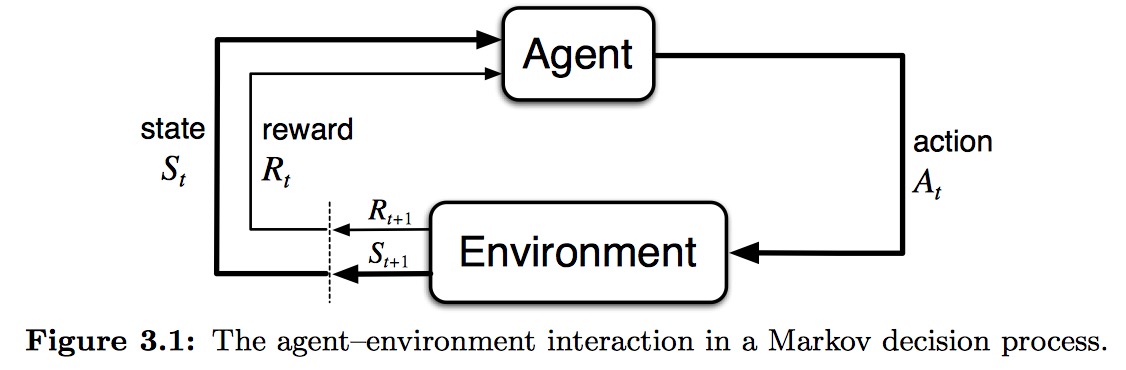 Agent
state
S_t
reward
R_t
action
A_t
R_{t+1}
S_{t+1}
Environment
Figure 3.1: The agent–environment interaction in a Markov decision process.